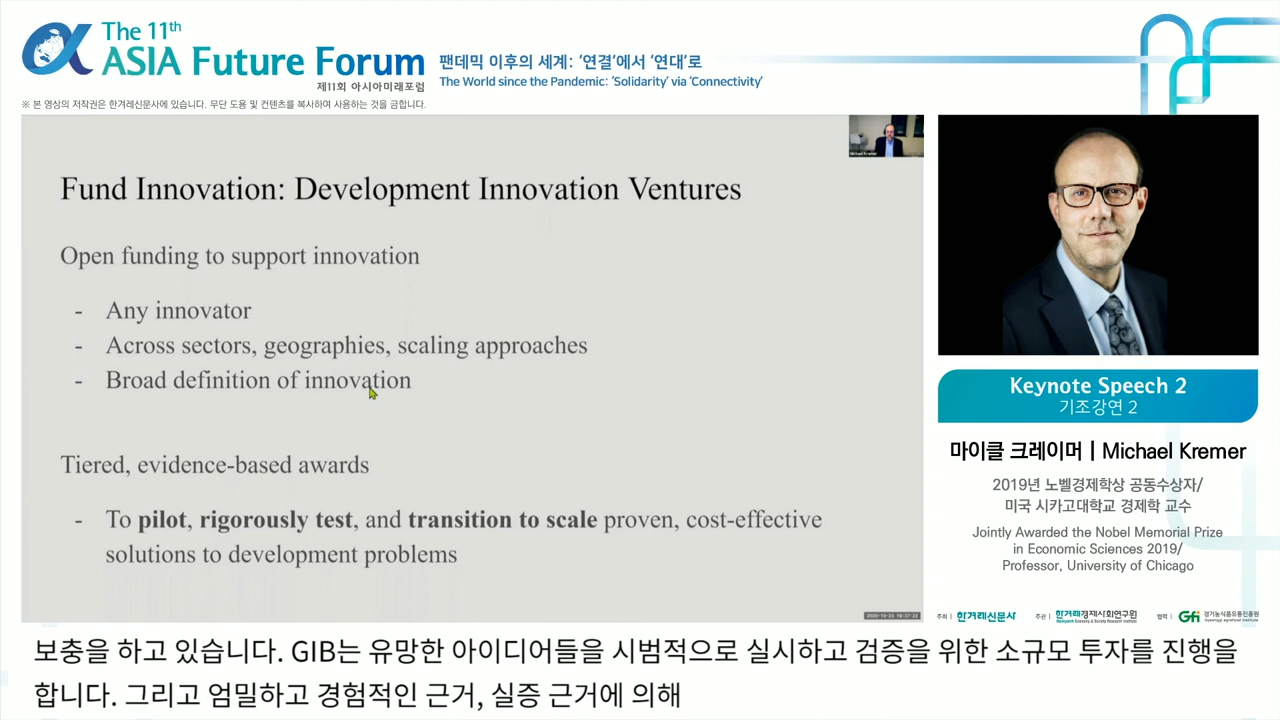 The 11th
ASIA Future Forum
제11회 아시아미래포럼
팬데믹 이후의 세계: ‘연결’에서 ‘연대’로
The World since the Pandemic: ‘Solidarity’ via ‘Connectivity’
※ 본 영상의 저작권은 한겨레신문사에 있습니다. 무단 도용 및 컨텐츠를 복사하여 사용하는 것을 금합니다.
Michael Kremer
Fund Innovation: Development Innovation Ventures
Open funding to support innovation
- Any innovator
- Across sectors, geographies, scaling approaches
- Broad definition of innovation
Tiered, evidence-based awards
- To pilot, rigorously test, and transition to scale proven, cost-effective
solutions to development problems
Keynote Speech 2
기조강연 2
마이클 크레이머 | Michael Kremer
2019년 노벨경제학상 공동수상자/
미국 시카고대학교 경제학 교수
Jointly Awarded the Nobel Memorial Prize
in Economic Sciences 2019/
Professor, University of Chicago
주최 | 한겨레신문사 주관 | 한겨레경제사회연구원 협력 | Gfi 경기농식품유통진흥원
보충을 하고 있습니다. GIB는 유망한 아이디어들을 시범적으로 실시하고 검증을 위한 소규모 투자를 진행을
합니다. 그리고 엄밀하고 경험적인 근거, 실증 근거에 의해